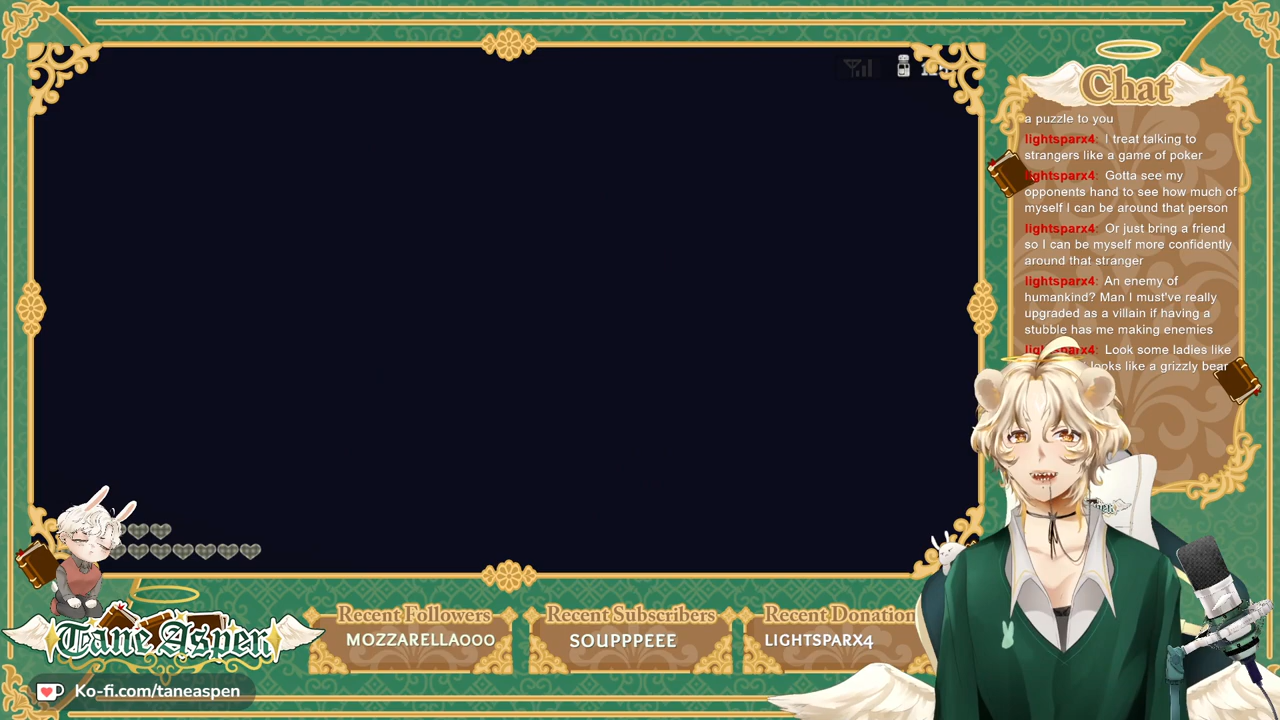 Chat
a puzzle to you
lightsparx4: I treat talking to
strangers like a game of poker
lightsparx4: Gotta see my
opponents hand to see how much of
myself I can be around that person
lightsparx4: Or just bring a friend
so I can be myself more confidently
around that stranger
lightsparx4: An enemy of
humankind? Man I must've really
upgraded as a villain if having a
stubble has me making enemies
lightsparx4: Look some ladies like
looks like a grizzly bear
Recent Followers
MOZZARELLA000
Recent Subscribers
SOUPPPEEE
Recent Donation
LIGHTSPARX4
Tane Aspen
Ko-fi.com/taneaspen